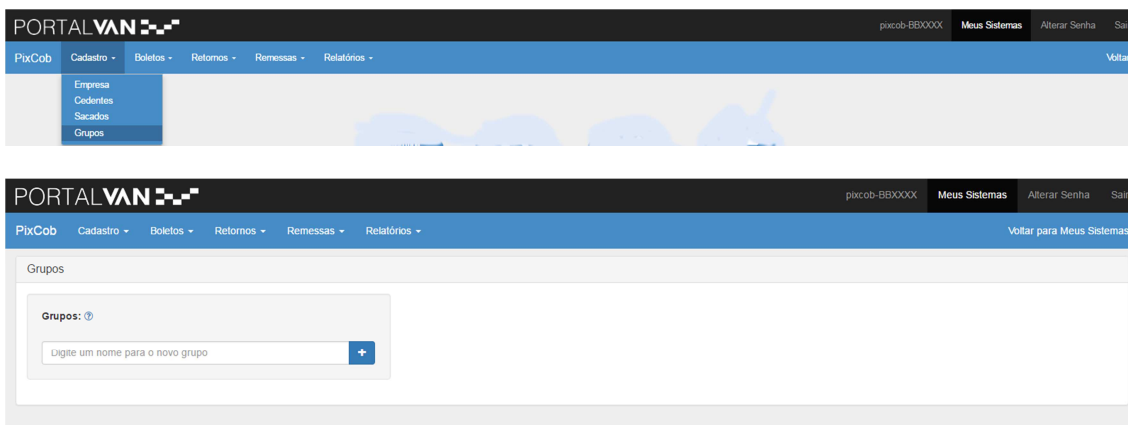 PORTALVAN pixcob-BBXXXX Meus Sistemas Alterar Senha
PixCob Cadastro Boletos Retornos Remessas Relatórios
Empresa
Cedentes
Sacados
Grupos
PORTALVAN pixcob-BBXXXX Meus Sistemas Alterar Senha Sair
PixCob Cadastro Boletos Retornos Remessas Relatórios Voltar para Meus Sistemas
Grupos
Grupos: ?
Digite um nome para o novo grupo +